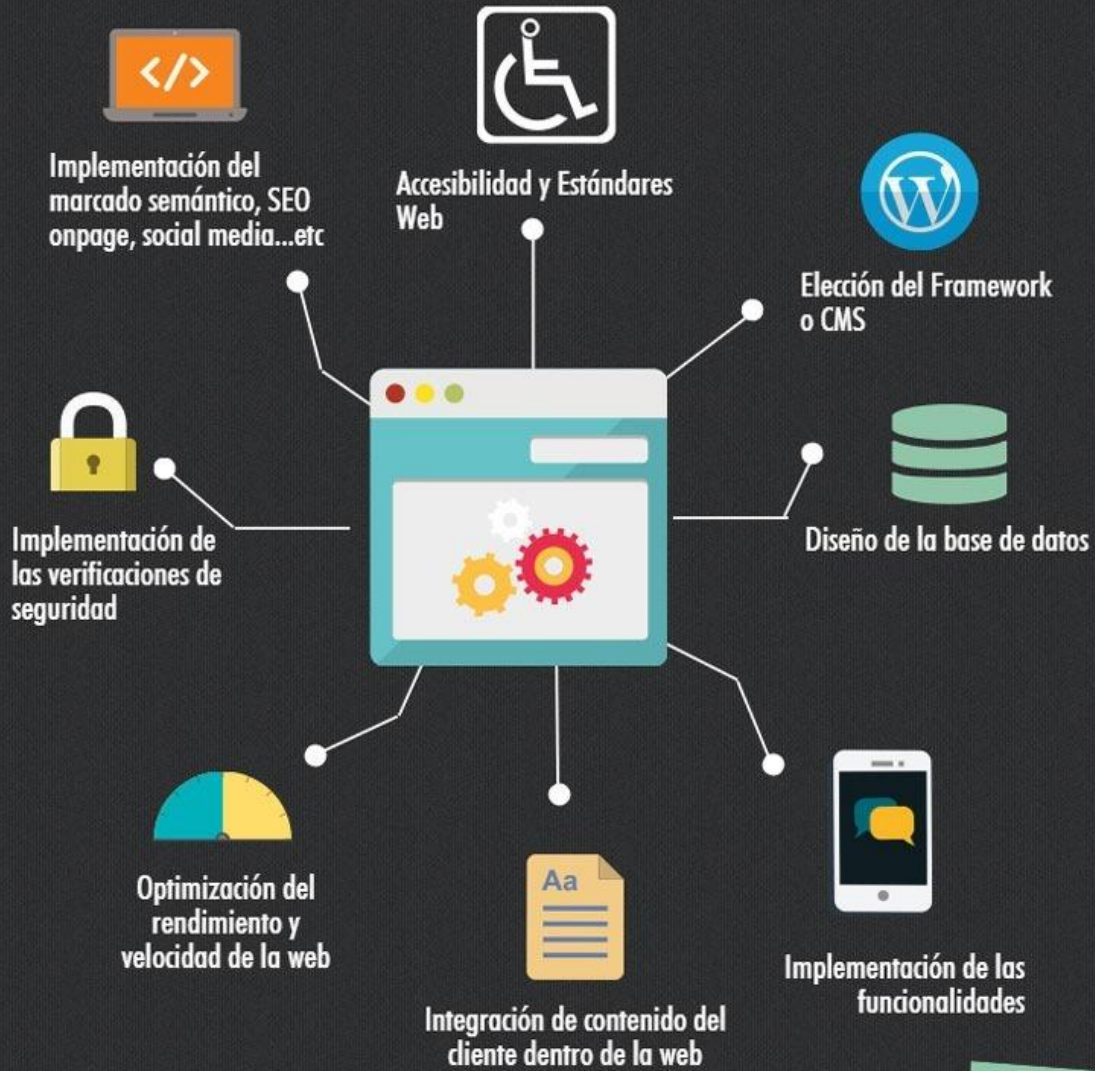 </>
Implementación del
marcado semántico, SEO
onpage, social media...etc
Accesibilidad y Estándares
Web
W
Elección del Framework
o CMS
Implementación de
las verificaciones de
seguridad
Diseño de la base de datos
Optimización del
rendimiento y
velocidad de la web
Aa
Integración de contenido del
cliente dentro de la web
Implementación de las
funcionalidades